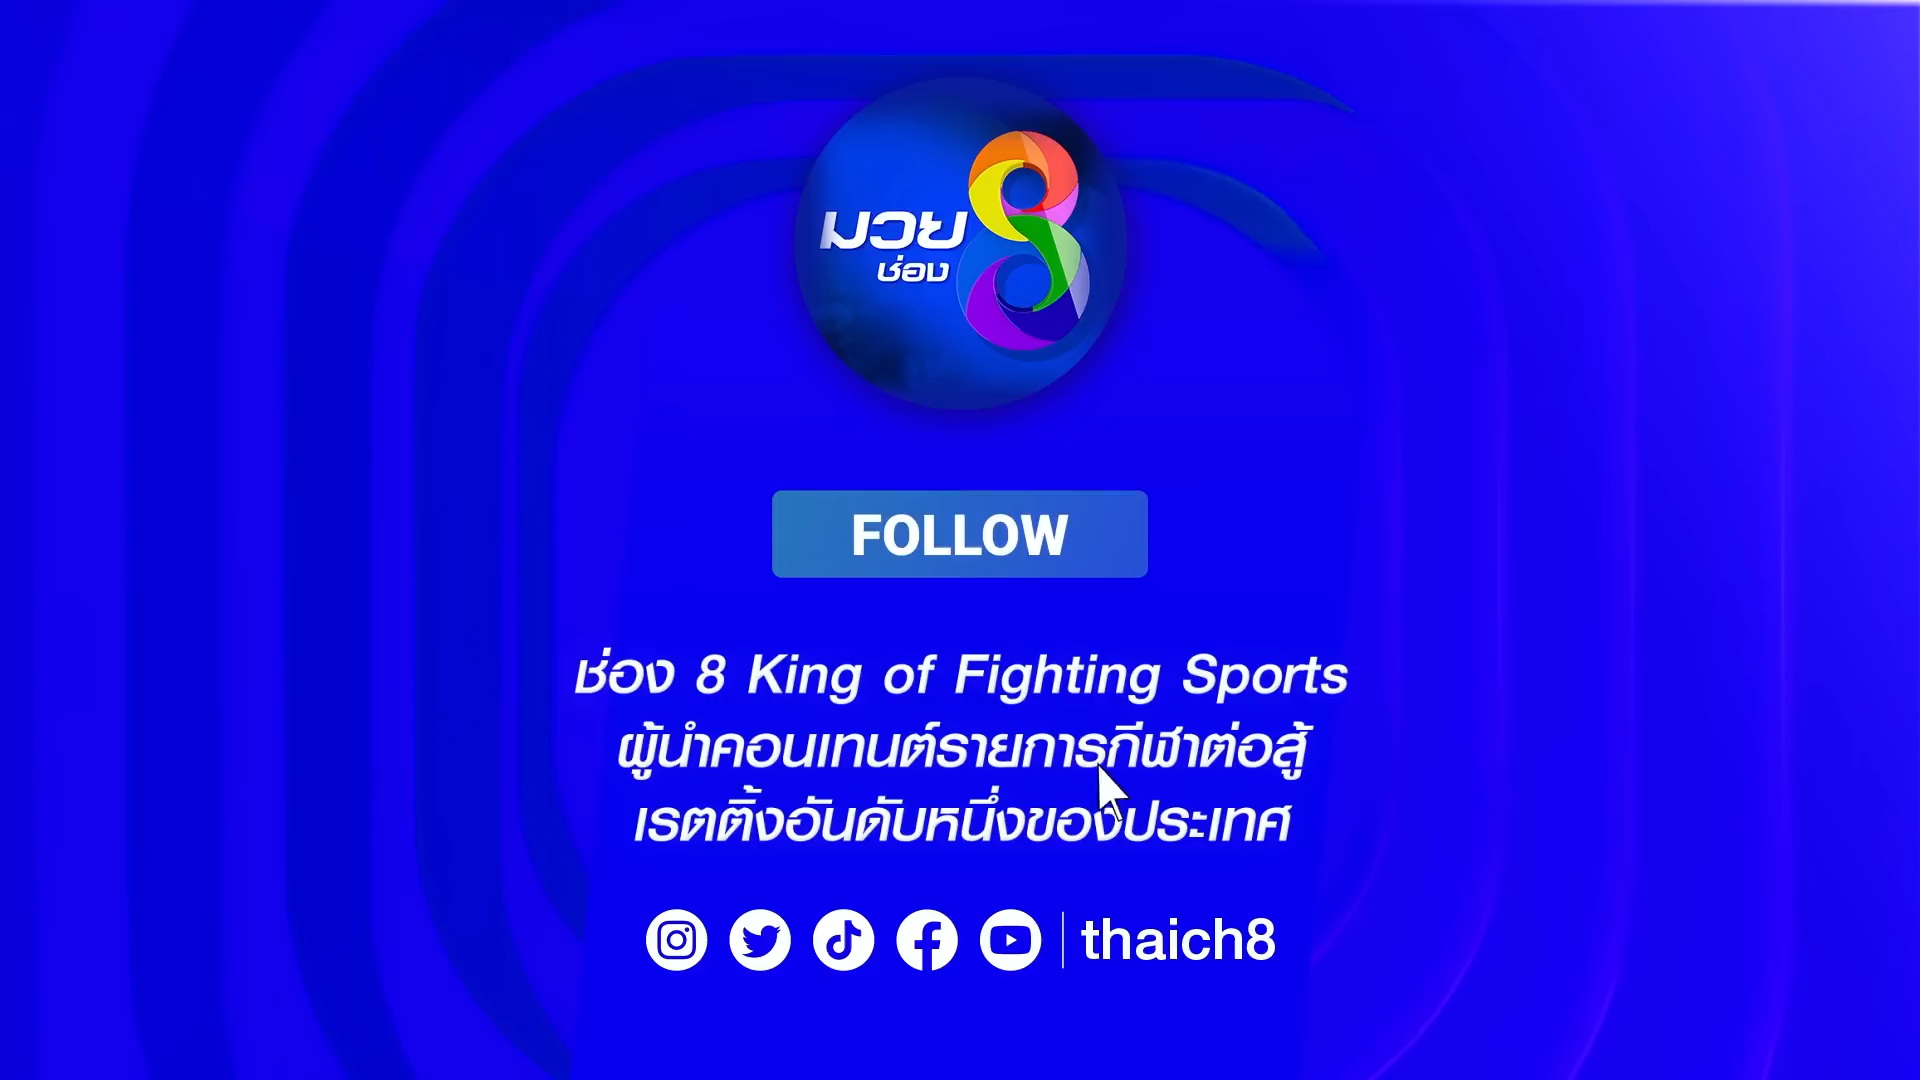 มวย
ช่อง 8
FOLLOW
ช่อง 8 King of Fighting Sports
ผู้นำคอนเทนต์รายการกีฬาต่อสู้
เรตติ้งอันดับหนึ่งของประเทศ
thaich8